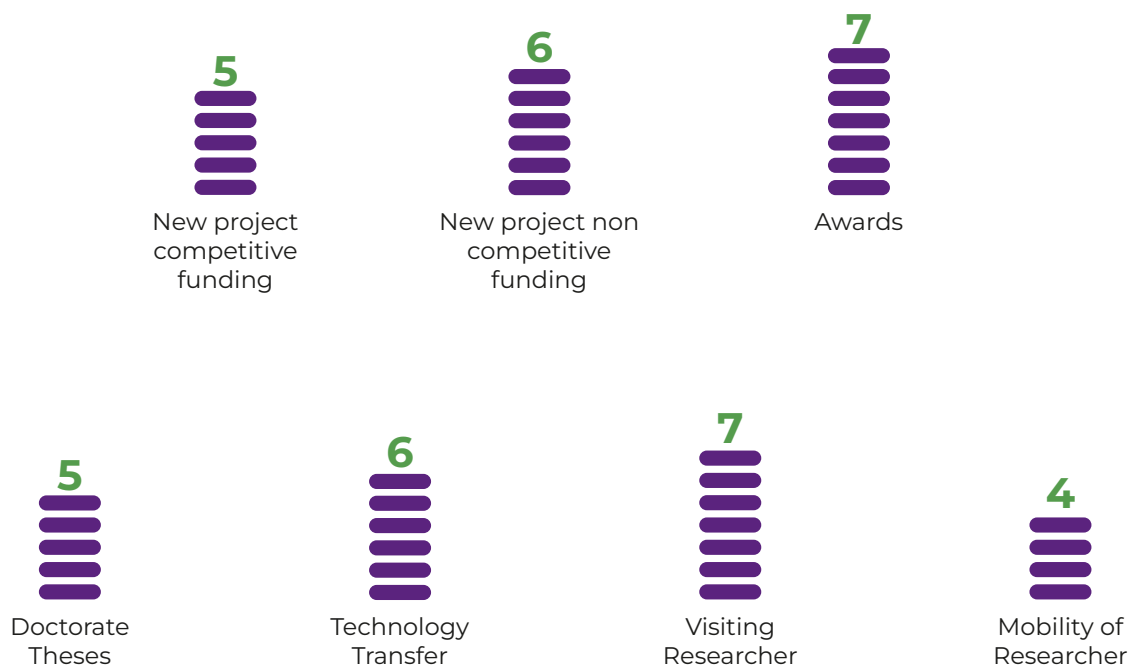 5
6
7
New project
competitive
funding
New project non
competitive
funding
Awards
5
6
7
4
Doctorate
Theses
Technology
Transfer
Visiting
Researcher
Mobility of
Researcher